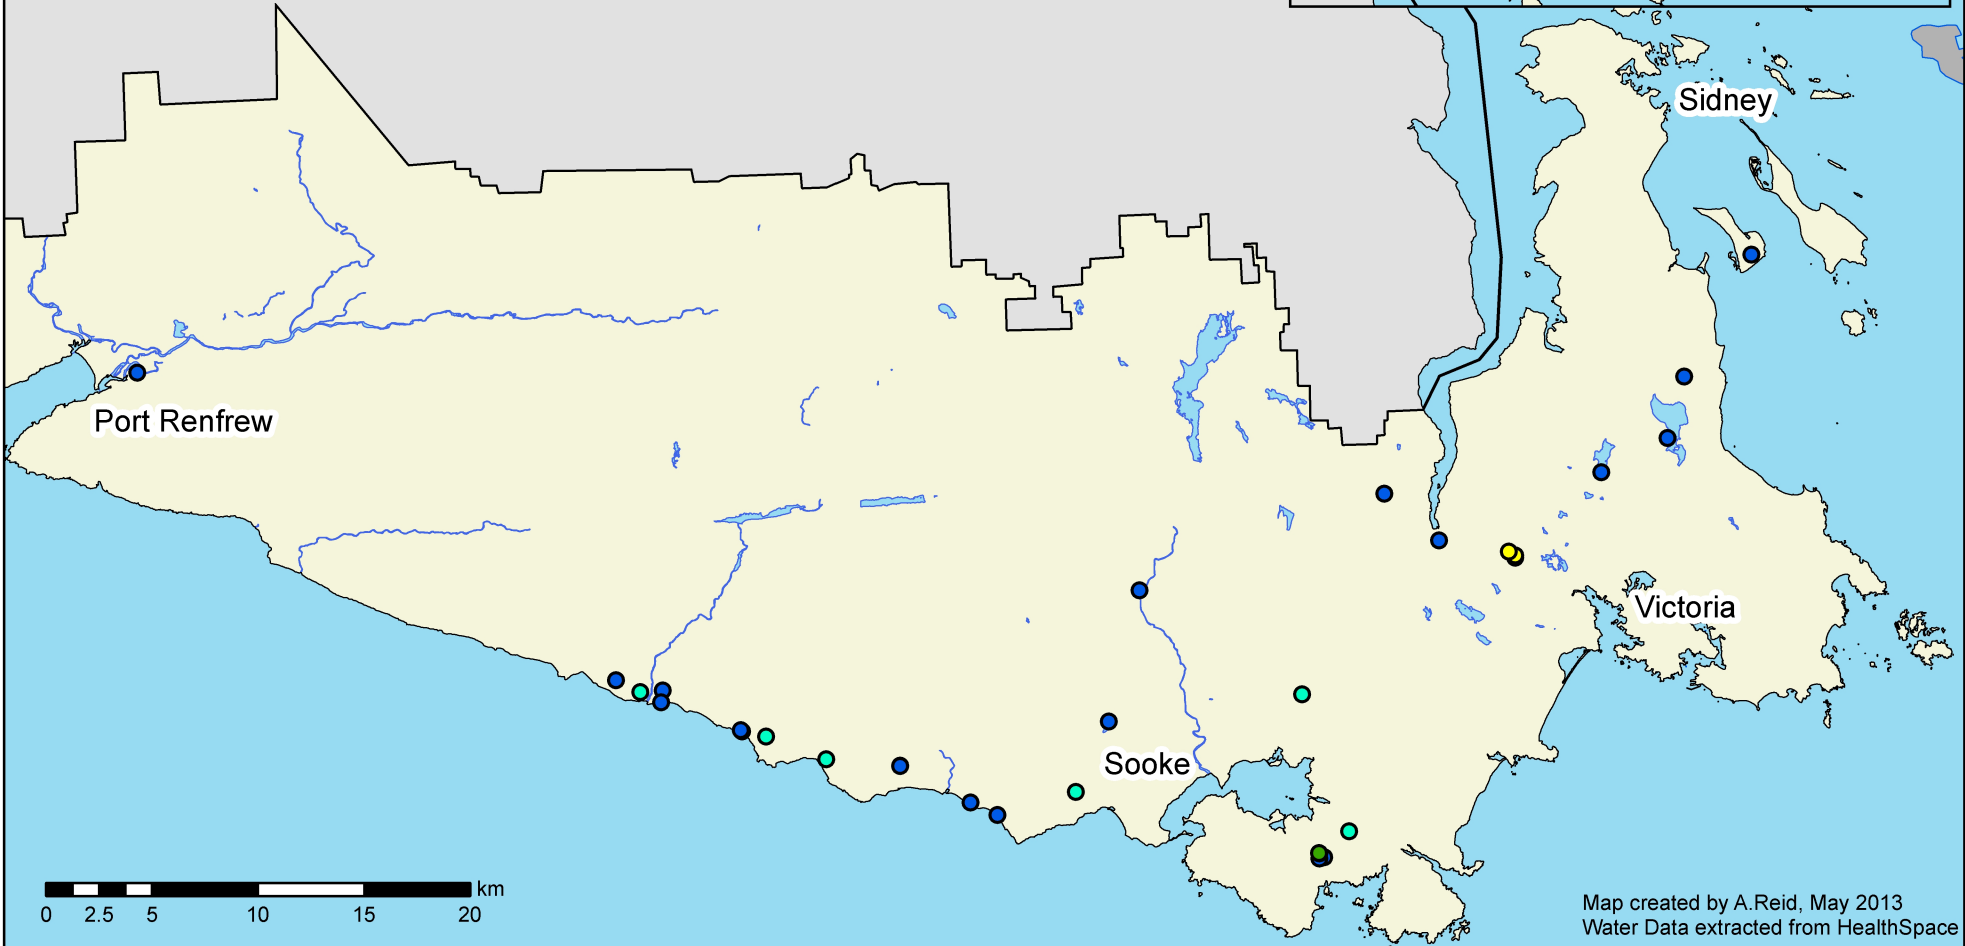 Sidney
Port Renfrew
Victoria
Sooke
km
0 2.5 5 10 15 20
Map created by A.Reid, May 2013
Water Data extracted from HealthSpace